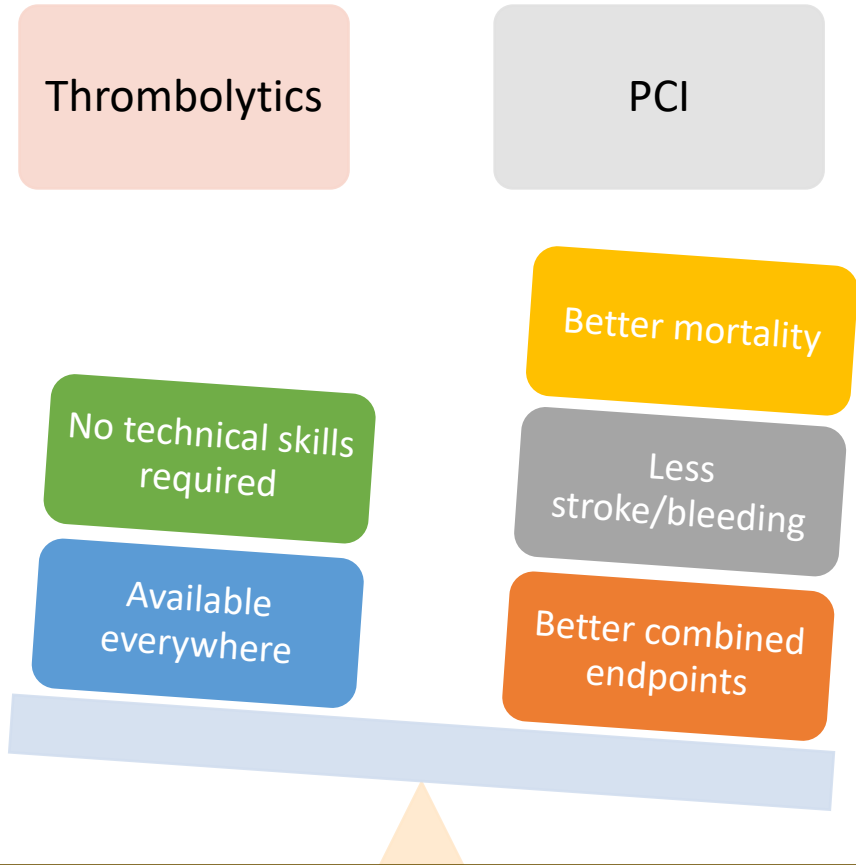 Thrombolytics
PCI
Better mortality
No technical skills
required
Less
stroke/bleeding
Available
everywhere
Better combined
endpoints